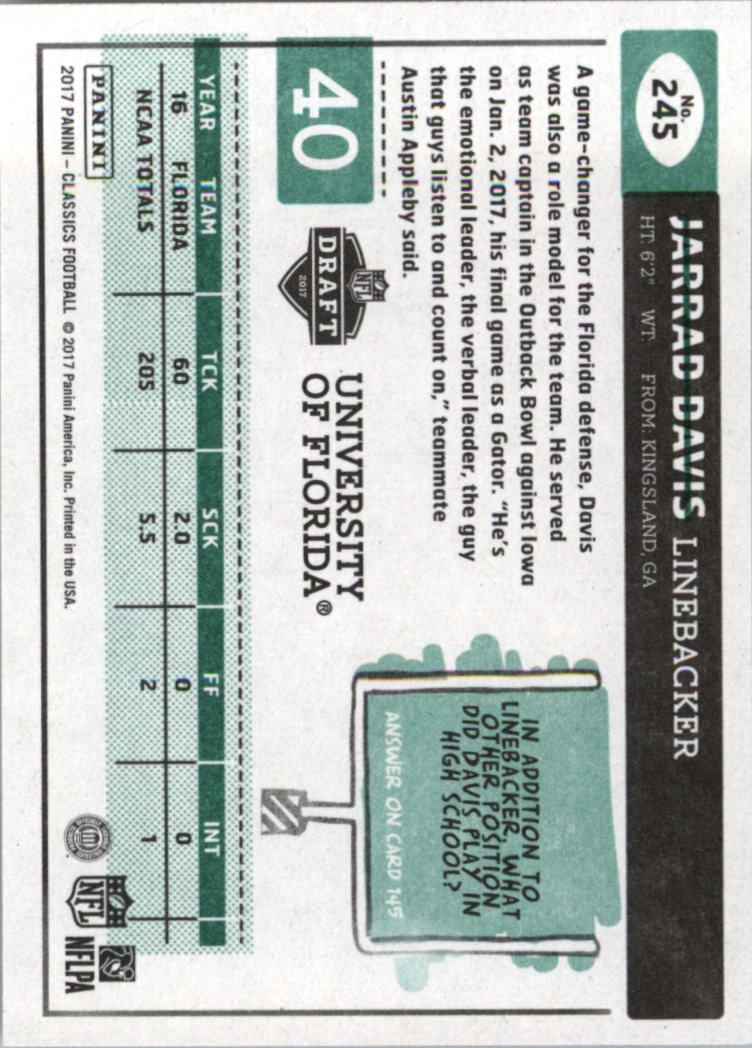 No.
245
JARRAD DAVIS LINEBACKER
HT: 6'2" WT: FROM: KINGSLAND, GA
A game-changer for the Florida defense, Davis
was also a role model for the team. He served
as team captain in the Outback Bowl against Iowa
on Jan. 2, 2017, his final game as a Gator. "He's
the emotional leader, the verbal leader, the guy
that guys listen to and count on," teammate
Austin Appleby said.
IN ADDITION TO
LINEBACKER, WHAT
OTHER POSITION
DID DAVIS PLAY IN
HIGH SCHOOL?
ANSWER ON CARD 145
40
NFL
DRAFT
2017
UNIVERSITY
OF FLORIDA®
YEAR TEAM TCK SCK FF INT
16 FLORIDA 60 2.0 0 0
NCAA TOTALS 205 5.5 2 1
PANINI
2017 PANINI – CLASSICS FOOTBALL © 2017 Panini America, Inc. Printed in the USA.
NFL
NFLPA